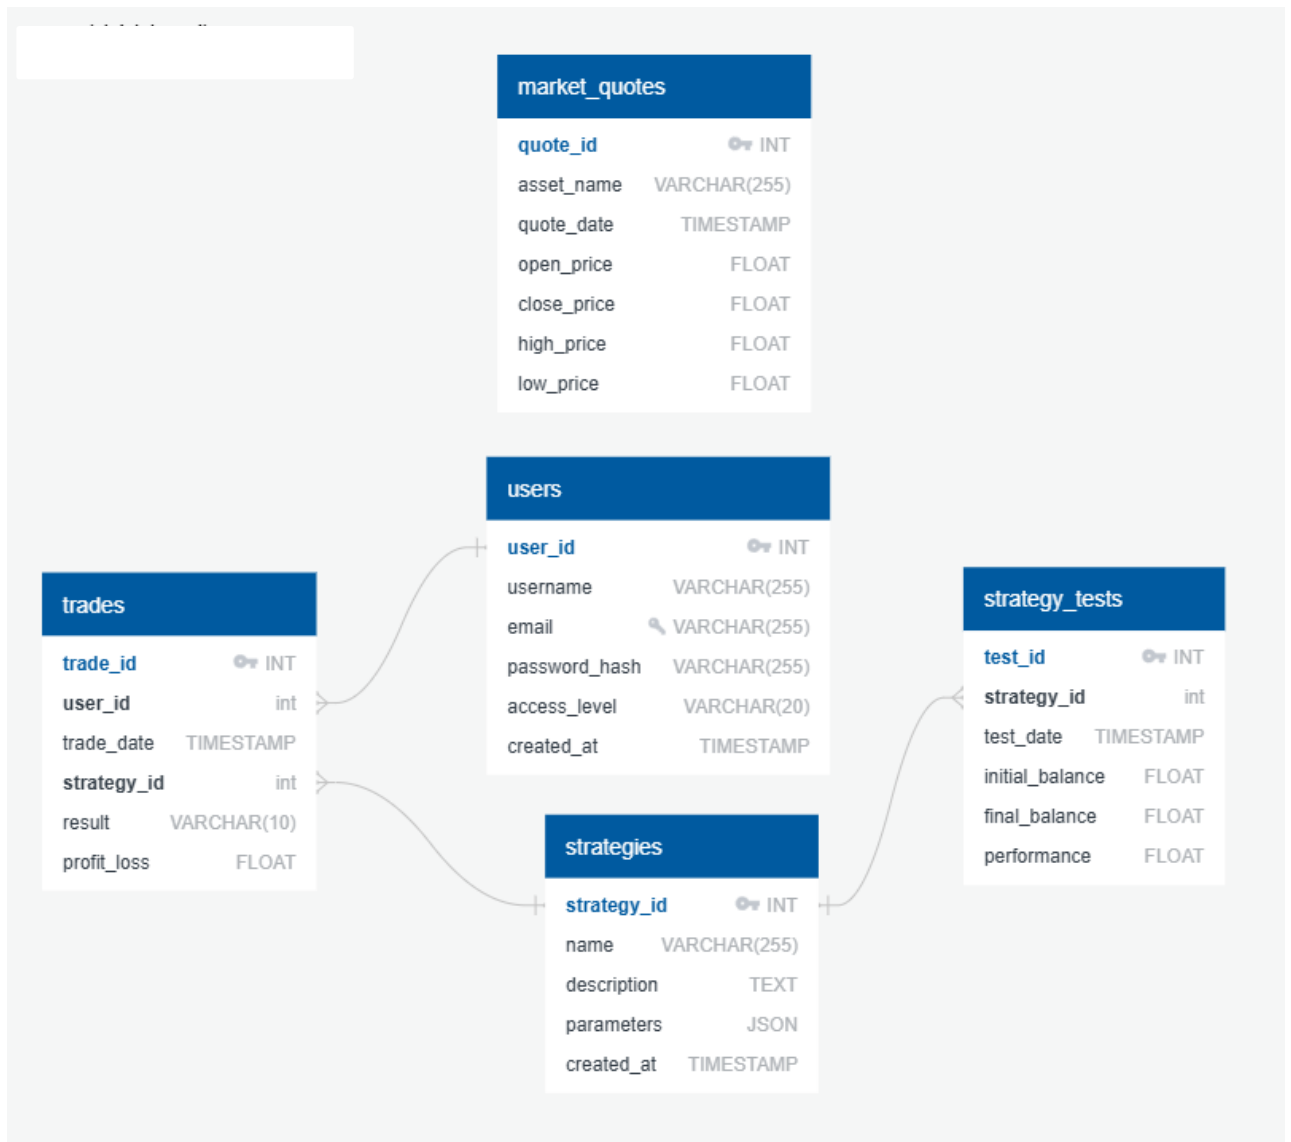 market_quotes
quote_id INT
asset_name VARCHAR(255)
quote_date TIMESTAMP
open_price FLOAT
close_price FLOAT
high_price FLOAT
low_price FLOAT
users
user_id INT
username VARCHAR(255)
email VARCHAR(255)
password_hash VARCHAR(255)
access_level VARCHAR(20)
created_at TIMESTAMP
trades
trade_id INT
user_id int
trade_date TIMESTAMP
strategy_id int
result VARCHAR(10)
profit_loss FLOAT
strategy_tests
test_id INT
strategy_id int
test_date TIMESTAMP
initial_balance FLOAT
final_balance FLOAT
performance FLOAT
strategies
strategy_id INT
name VARCHAR(255)
description TEXT
parameters JSON
created_at TIMESTAMP